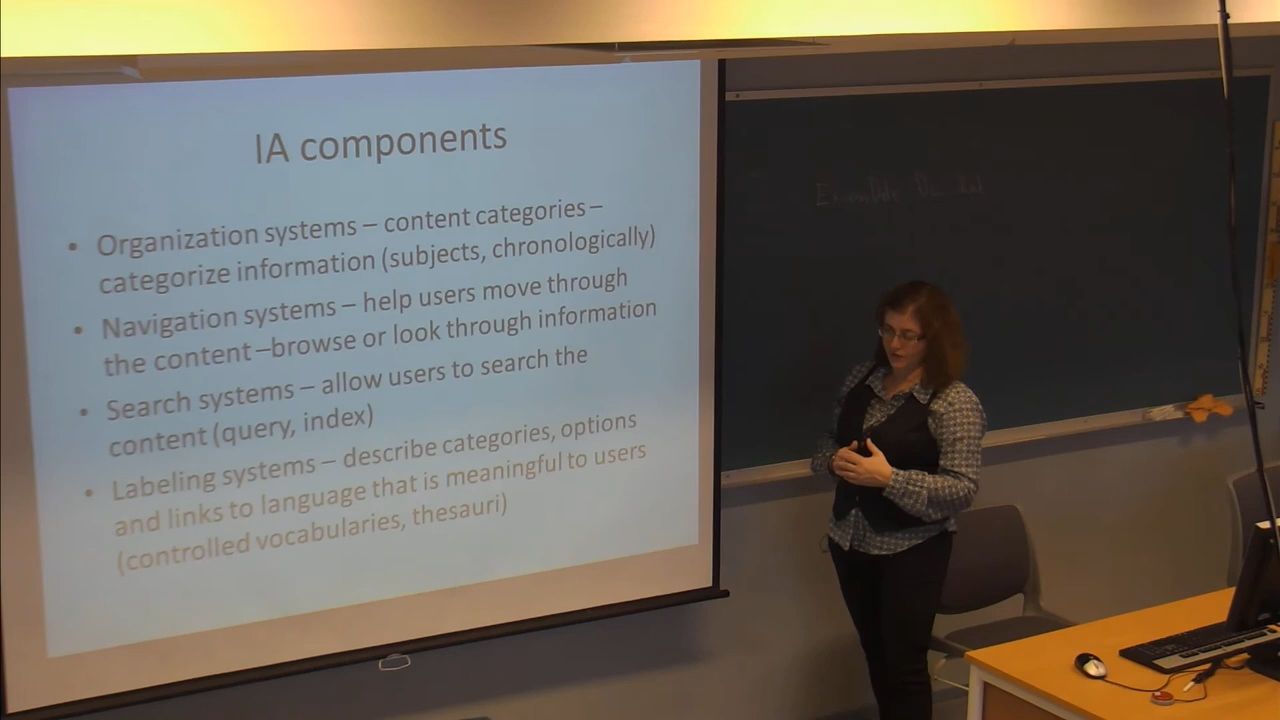 IA components
• Organization systems – content categories –
categorize information (subjects, chronologically)
• Navigation systems – help users move through
the content –browse or look through information
• Search systems – allow users to search the
content (query, index)
• Labeling systems – describe categories, options
and links to language that is meaningful to users
(controlled vocabularies, thesauri)